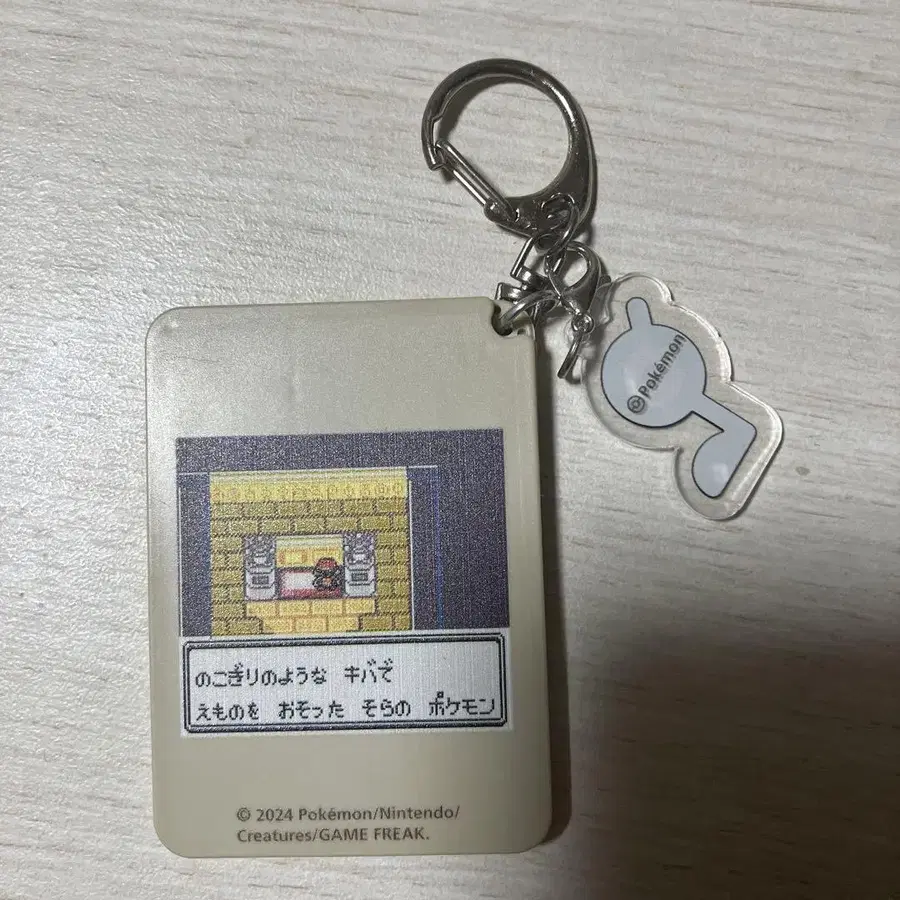 Pokémon
のこぎりのような キバで
えものを おそった そらの ポケモン
© 2024 Pokémon/Nintendo/
Creatures/GAME FREAK.